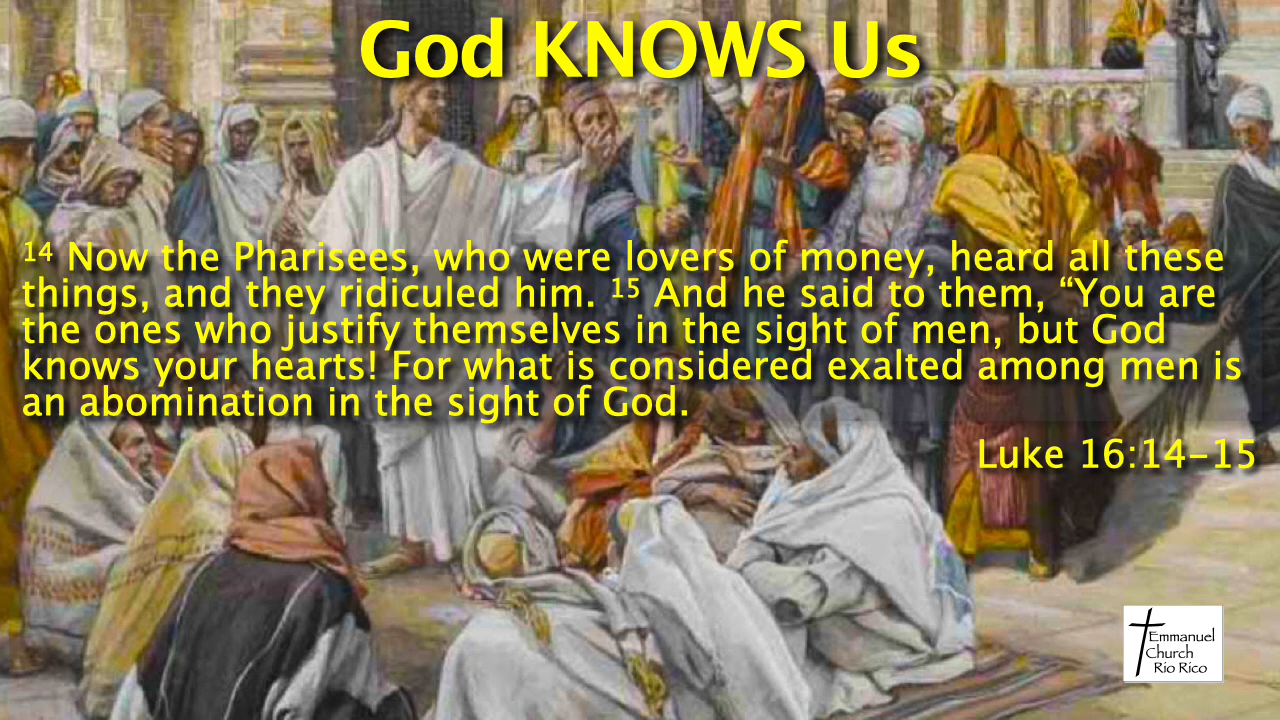 God KNOWS Us
14 Now the Pharisees, who were lovers of money, heard all these
things, and they ridiculed him. 15 And he said to them, “You are
the ones who justify themselves in the sight of men, but God
knows your hearts! For what is considered exalted among men is
an abomination in the sight of God.
Luke 16:14-15
Emmanuel
Church
Rio Rico